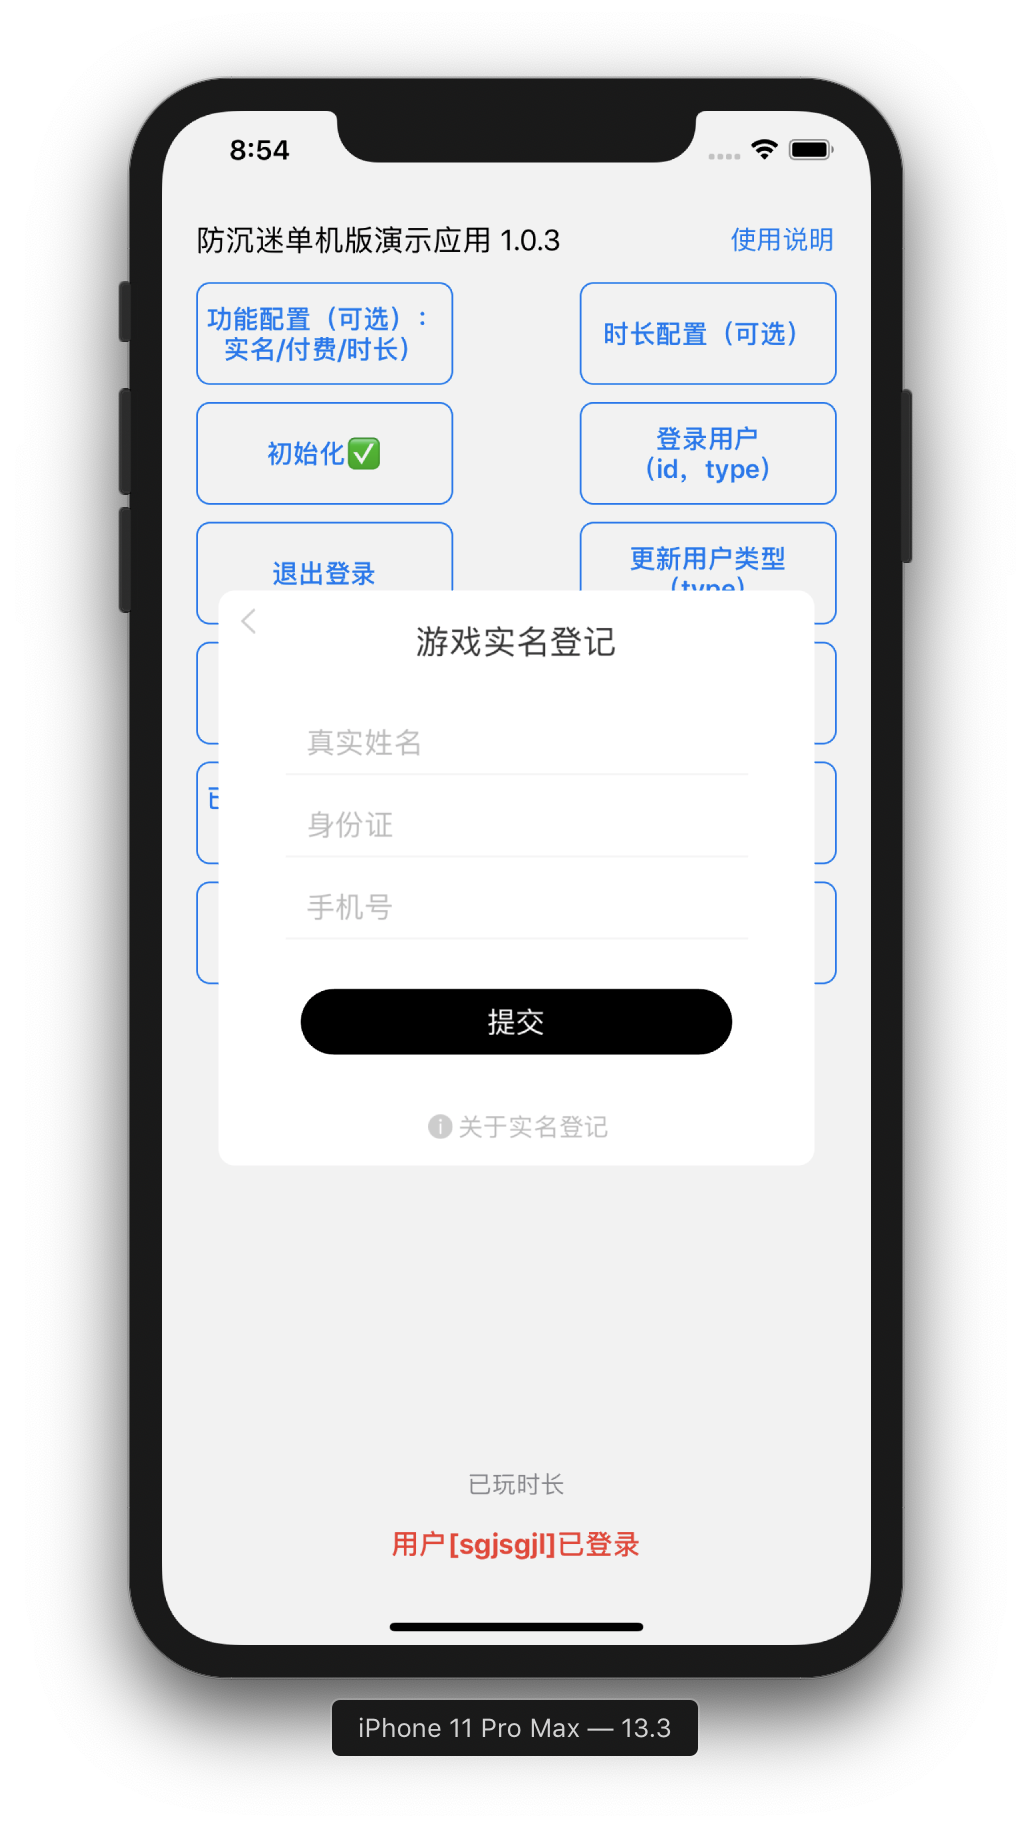 8:54
防沉迷单机版演示应用 1.0.3
使用说明
功能配置（可选）：
实名/付费/时长）
时长配置（可选）
初始化✅
登录用户
（id，type）
退出登录
更新用户类型
（type）
游戏实名登记
真实姓名
身份证
手机号
提交
关于实名登记
已玩时长
用户[sgjsgjl]已登录
iPhone 11 Pro Max — 13.3